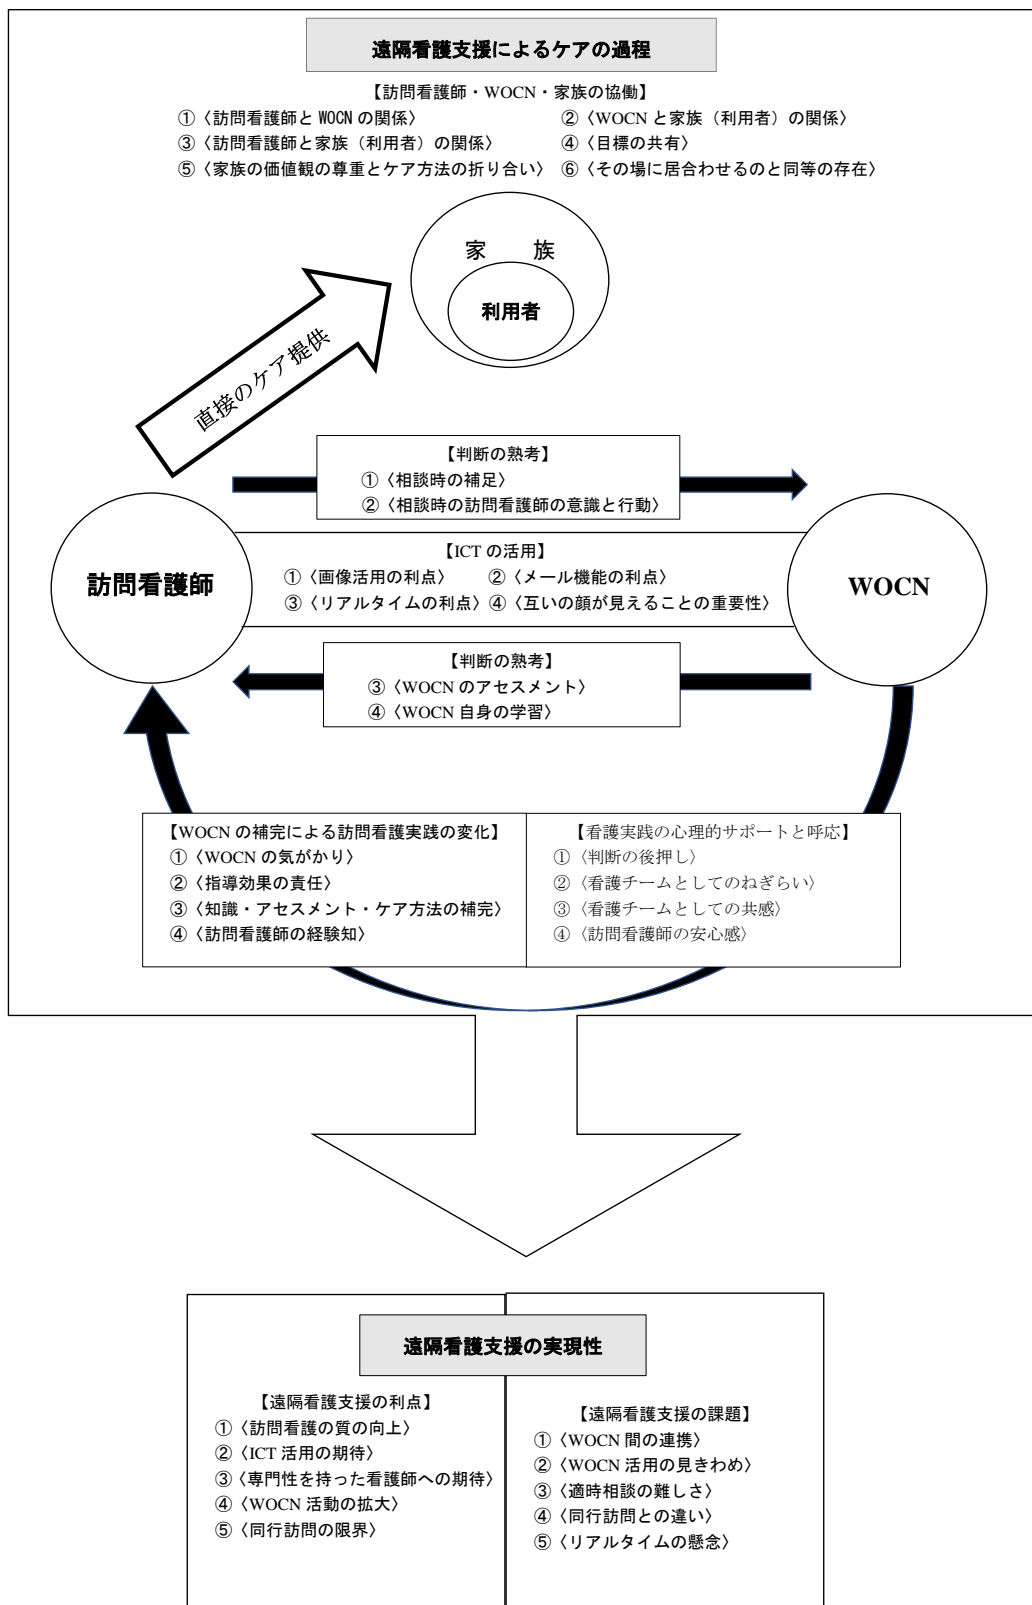 遠隔看護支援によるケアの過程
【訪問看護師・WOCN・家族の協働】
①〈訪問看護師と WOCN の関係〉 ②〈WOCN と家族（利用者）の関係〉
③〈訪問看護師と家族（利用者）の関係〉 ④〈目標の共有〉
⑤〈家族の価値観の尊重とケア方法の折り合い〉 ⑥〈その場に居合わせるのと同等の存在〉
家 族
利用者
直接のケア提供
【判断の熟考】
①〈相談時の補足〉
②〈相談時の訪問看護師の意識と行動〉
訪問看護師
【ICT の活用】
①〈画像活用の利点〉 ②〈メール機能の利点〉
③〈リアルタイムの利点〉 ④〈互いの顔が見えることの重要性〉
WOCN
【判断の熟考】
③〈WOCN のアセスメント〉
④〈WOCN 自身の学習〉
【WOCN の補完による訪問看護実践の変化】
①〈WOCN の気がかり〉
②〈指導効果の責任〉
③〈知識・アセスメント・ケア方法の補完〉
④〈訪問看護師の経験知〉
【看護実践の心理的サポートと呼応】
①〈判断の後押し〉
②〈看護チームとしてのねぎらい〉
③〈看護チームとしての共感〉
④〈訪問看護師の安心感〉
遠隔看護支援の実現性
【遠隔看護支援の利点】
①〈訪問看護の質の向上〉
②〈ICT 活用の期待〉
③〈専門性を持った看護師への期待〉
④〈WOCN 活動の拡大〉
⑤〈同行訪問の限界〉
【遠隔看護支援の課題】
①〈WOCN 間の連携〉
②〈WOCN 活用の見きわめ〉
③〈適時相談の難しさ〉
④〈同行訪問との違い〉
⑤〈リアルタイムの懸念〉